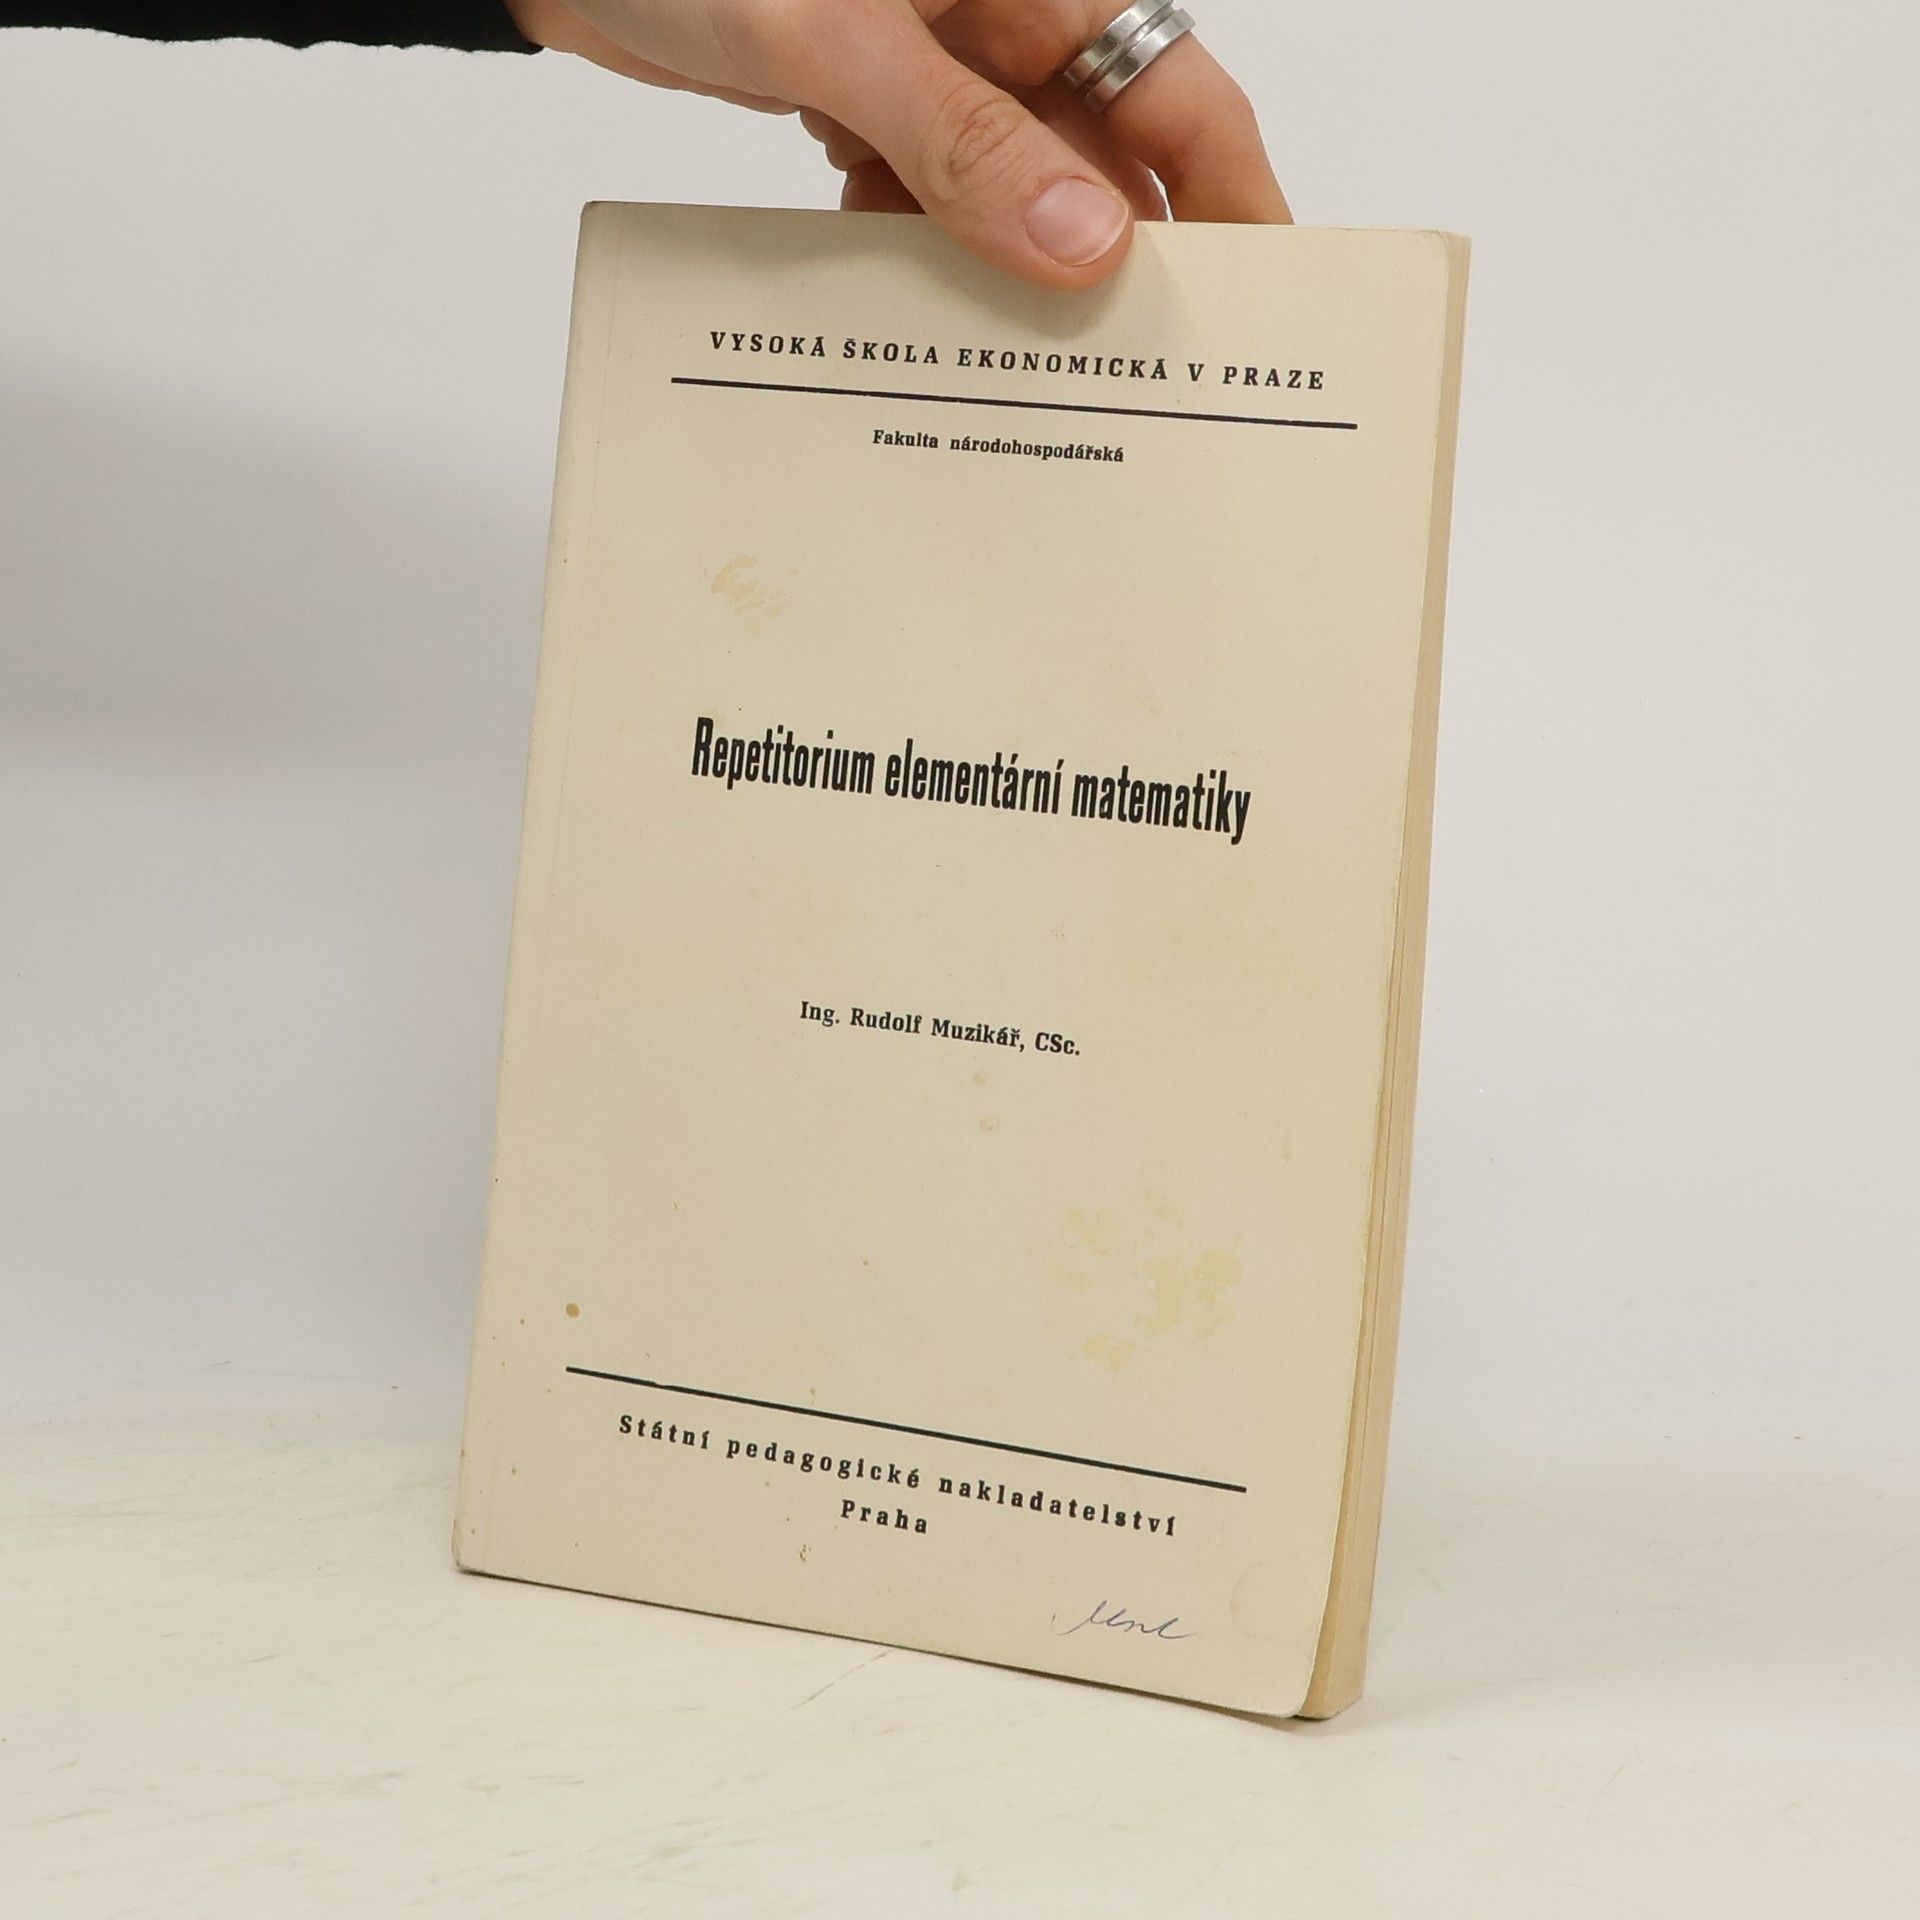 VYSOKÁ ŠKOLA EKONOMICKÁ V PRAZE
Fakulta národohospodářská
Repetitorium elementární matematiky
Ing. Rudolf Muzikář, CSc.
Státní pedagogické nakladatelství
Praha